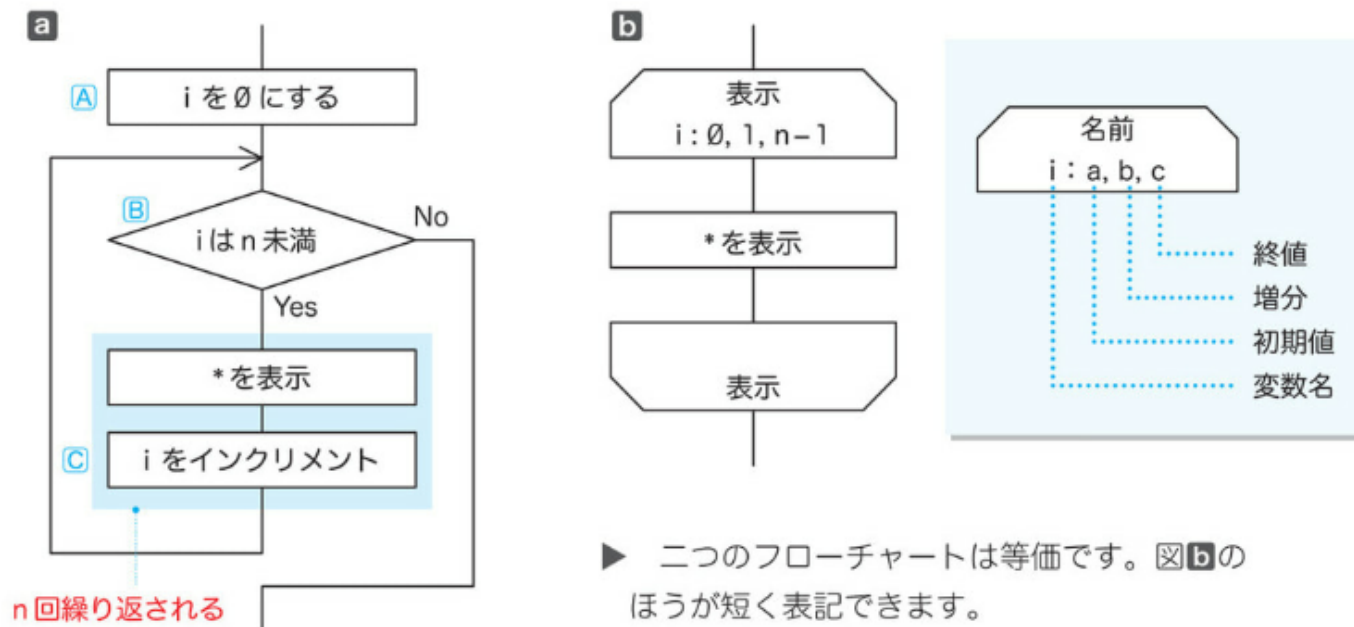 a
A
i を 0 にする
B
i は n 未満
No
Yes
* を表示
C
i をインクリメント
n 回繰り返される
b
表示
i : 0, 1, n-1
* を表示
表示
名前
i : a, b, c
終値
増分
初期値
変数名
▶ 二つのフローチャートは等価です。図bの
ほうが短く表記できます。